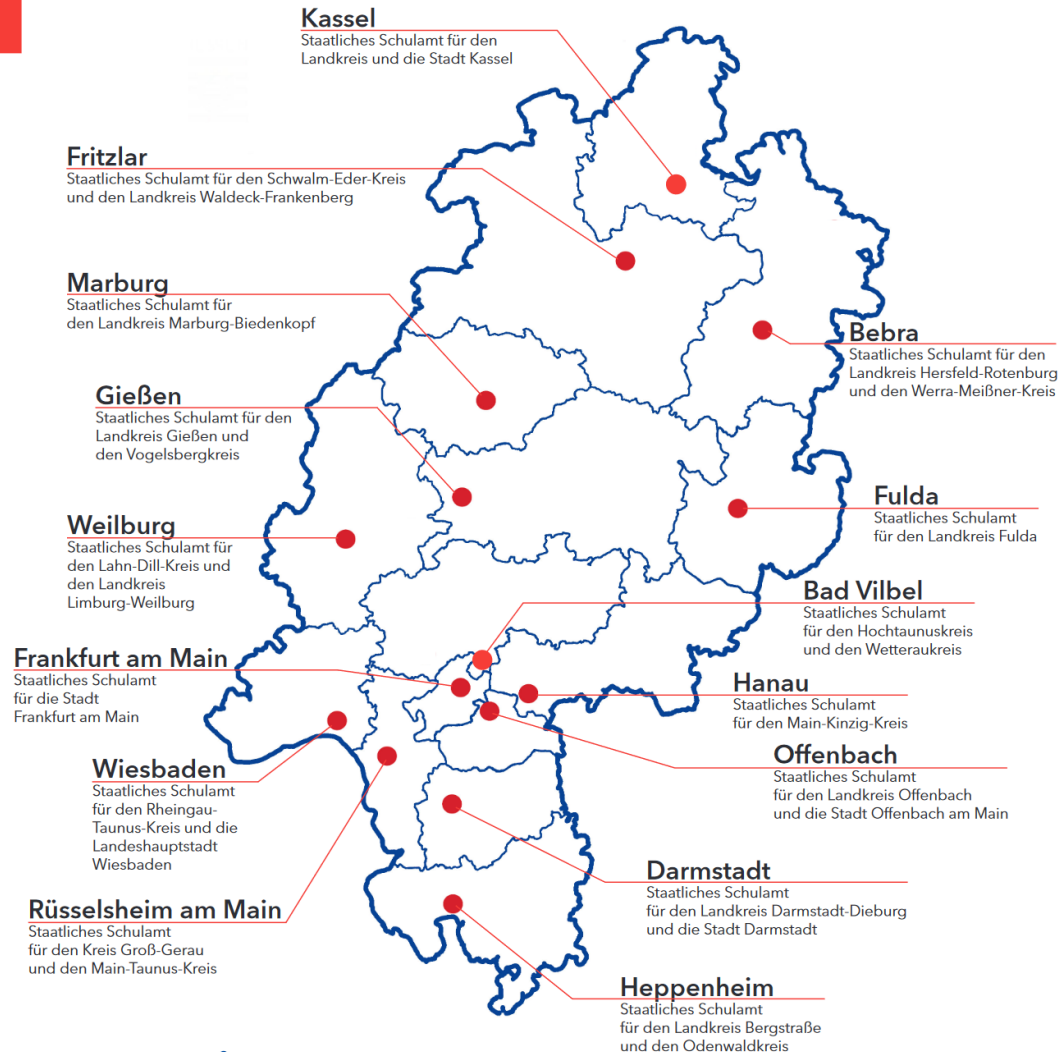 Kassel
Staatliches Schulamt für den
Landkreis und die Stadt Kassel
Fritzlar
Staatliches Schulamt für den Schwalm-Eder-Kreis
und den Landkreis Waldeck-Frankenberg
Marburg
Staatliches Schulamt für
den Landkreis Marburg-Biedenkopf
Bebra
Staatliches Schulamt für den
Landkreis Hersfeld-Rotenburg
und den Werra-Meißner-Kreis
Gießen
Staatliches Schulamt für den
Landkreis Gießen und
den Vogelsbergkreis
Fulda
Staatliches Schulamt
für den Landkreis Fulda
Weilburg
Staatliches Schulamt für
den Lahn-Dill-Kreis und
den Landkreis
Limburg-Weilburg
Bad Vilbel
Staatliches Schulamt
für den Hochtaunuskreis
und den Wetteraukreis
Frankfurt am Main
Staatliches Schulamt
für die Stadt
Frankfurt am Main
Hanau
Staatliches Schulamt
für den Main-Kinzig-Kreis
Offenbach
Staatliches Schulamt
für den Landkreis Offenbach
und die Stadt Offenbach am Main
Wiesbaden
Staatliches Schulamt
für den Rheingau-
Taunus-Kreis und die
Landeshauptstadt
Wiesbaden
Darmstadt
Staatliches Schulamt
für den Landkreis Darmstadt-Dieburg
und die Stadt Darmstadt
Rüsselsheim am Main
Staatliches Schulamt
für den Kreis Groß-Gerau
und den Main-Taunus-Kreis
Heppenheim
Staatliches Schulamt
für den Landkreis Bergstraße
und den Odenwaldkreis